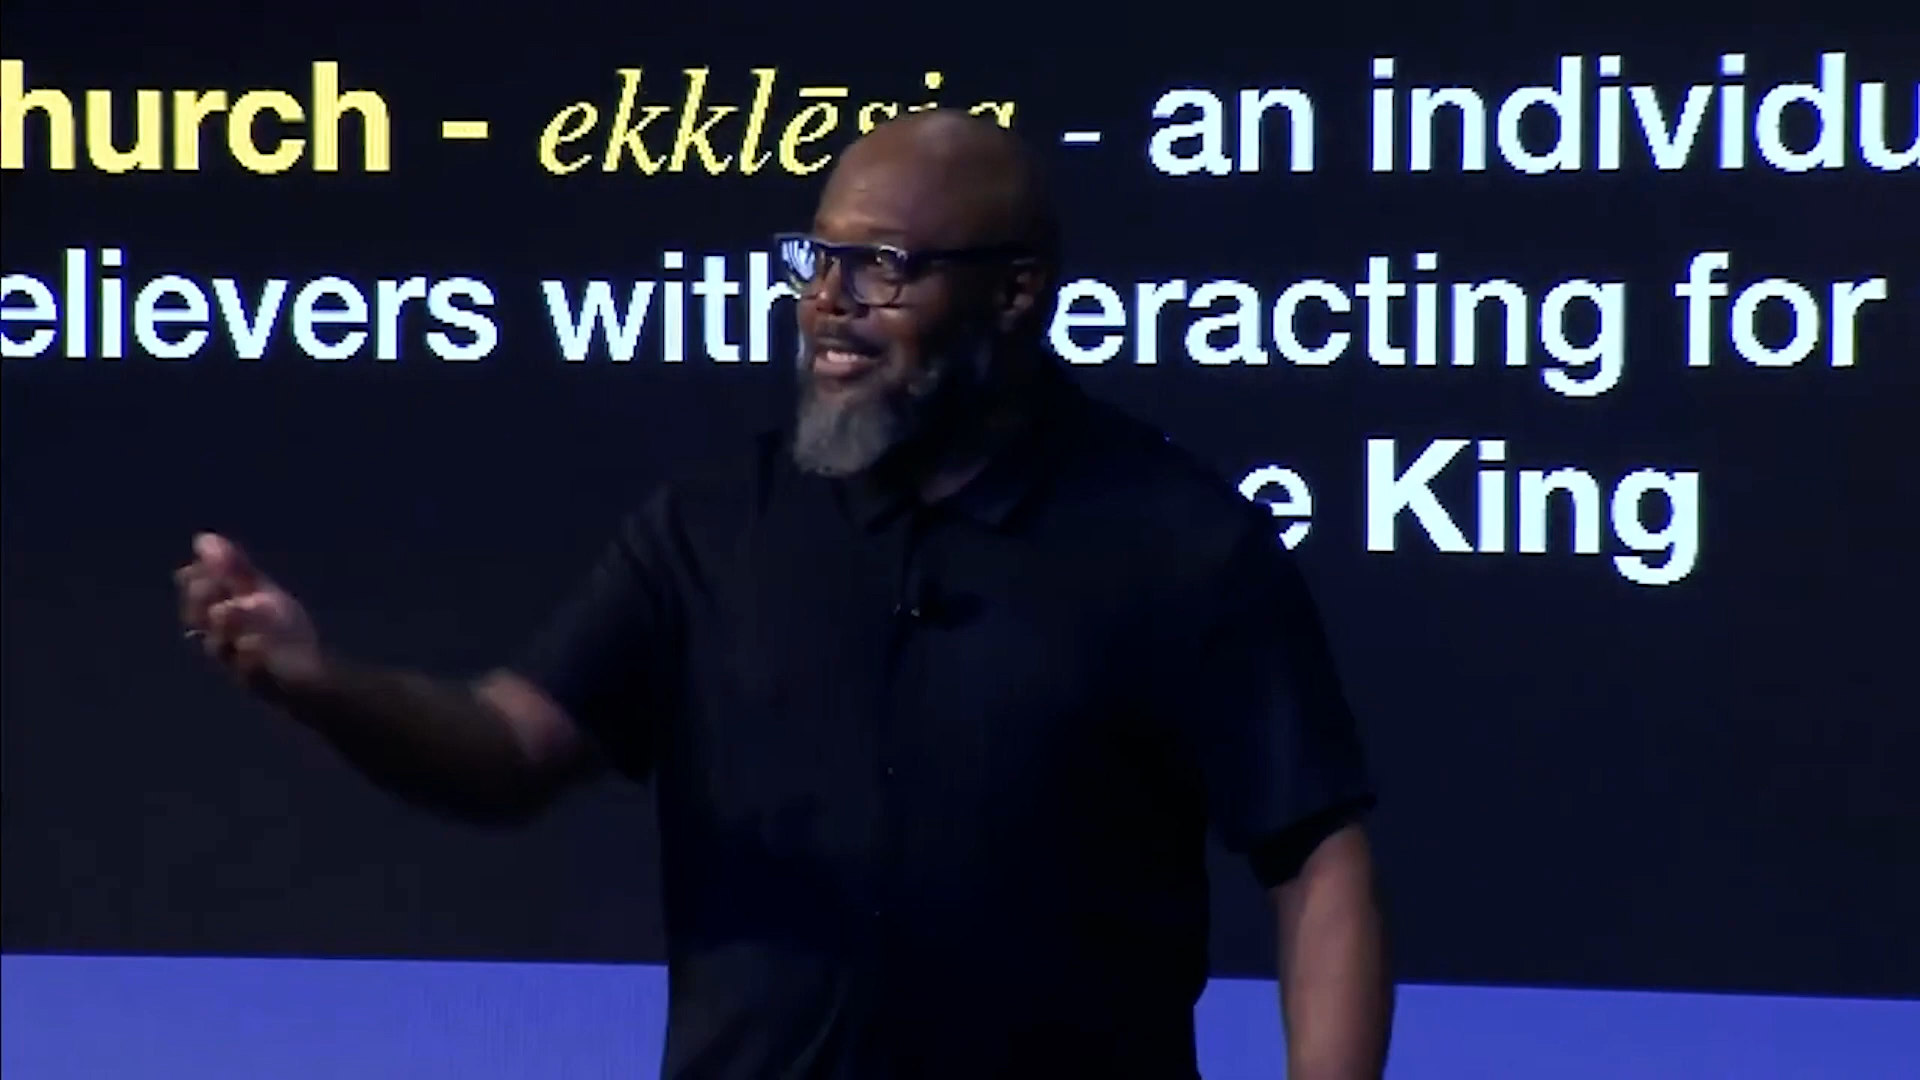 hurch - ekklēsia - an individu
elievers with eracting for
e King